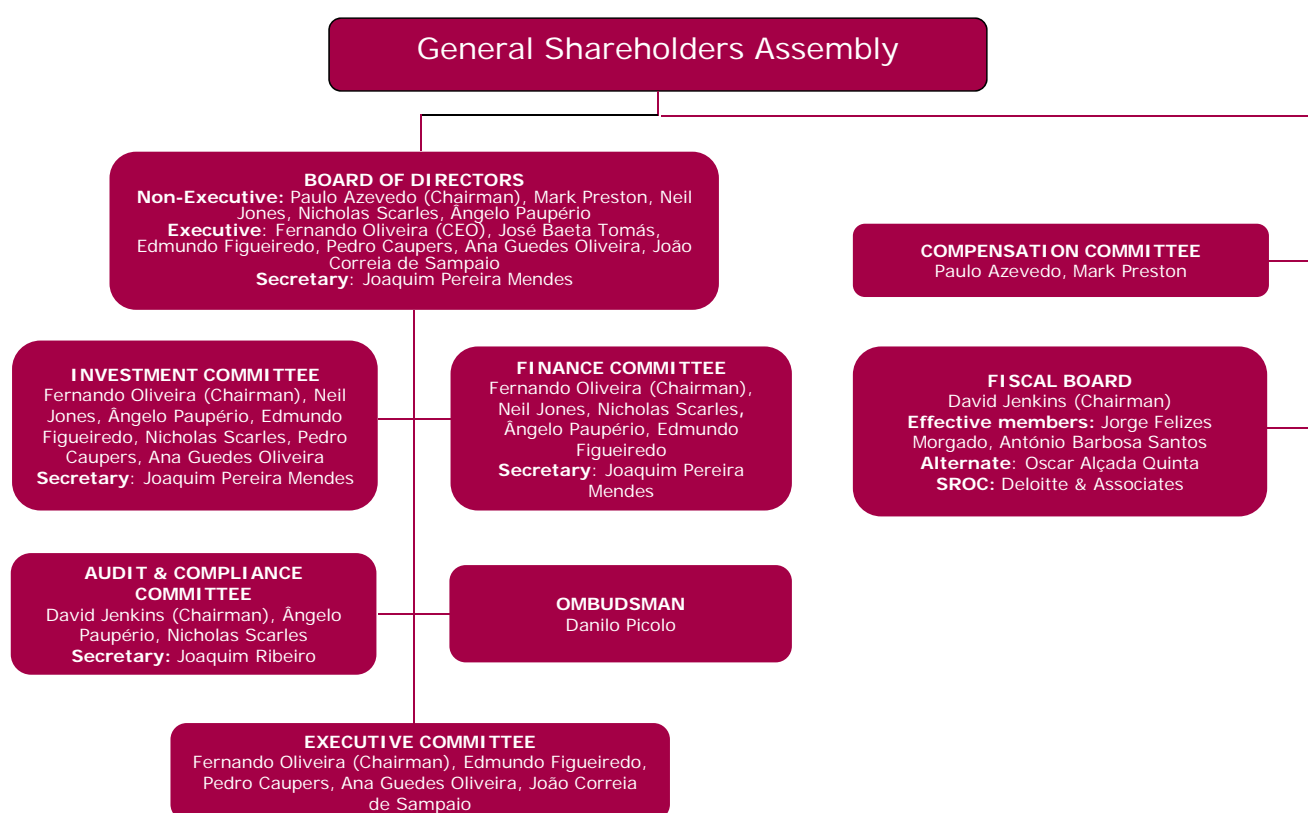 General Shareholders Assembly
BOARD OF DIRECTORS
Non-Executive: Paulo Azevedo (Chairman), Mark Preston, Neil
Jones, Nicholas Scarles, Ângelo Paupério
Executive: Fernando Oliveira (CEO), José Baeta Tomás,
Edmundo Figueiredo, Pedro Caupers, Ana Guedes Oliveira, João
Correia de Sampaio
Secretary: Joaquim Pereira Mendes
COMPENSATION COMMITTEE
Paulo Azevedo, Mark Preston
INVESTMENT COMMITTEE
Fernando Oliveira (Chairman), Neil
Jones, Ângelo Paupério, Edmundo
Figueiredo, Nicholas Scarles, Pedro
Caupers, Ana Guedes Oliveira
Secretary: Joaquim Pereira Mendes
FINANCE COMMITTEE
Fernando Oliveira (Chairman),
Neil Jones, Nicholas Scarles,
Ângelo Paupério, Edmundo
Figueiredo
Secretary: Joaquim Pereira
Mendes
FISCAL BOARD
David Jenkins (Chairman)
Effective members: Jorge Felizes
Morgado, António Barbosa Santos
Alternate: Oscar Alçada Quinta
SROC: Deloitte & Associates
AUDIT & COMPLIANCE
COMMITTEE
David Jenkins (Chairman), Ângelo
Paupério, Nicholas Scarles
Secretary: Joaquim Ribeiro
OMBUDSMAN
Danilo Picolo
EXECUTIVE COMMITTEE
Fernando Oliveira (Chairman), Edmundo Figueiredo,
Pedro Caupers, Ana Guedes Oliveira, João Correia
de Sampaio